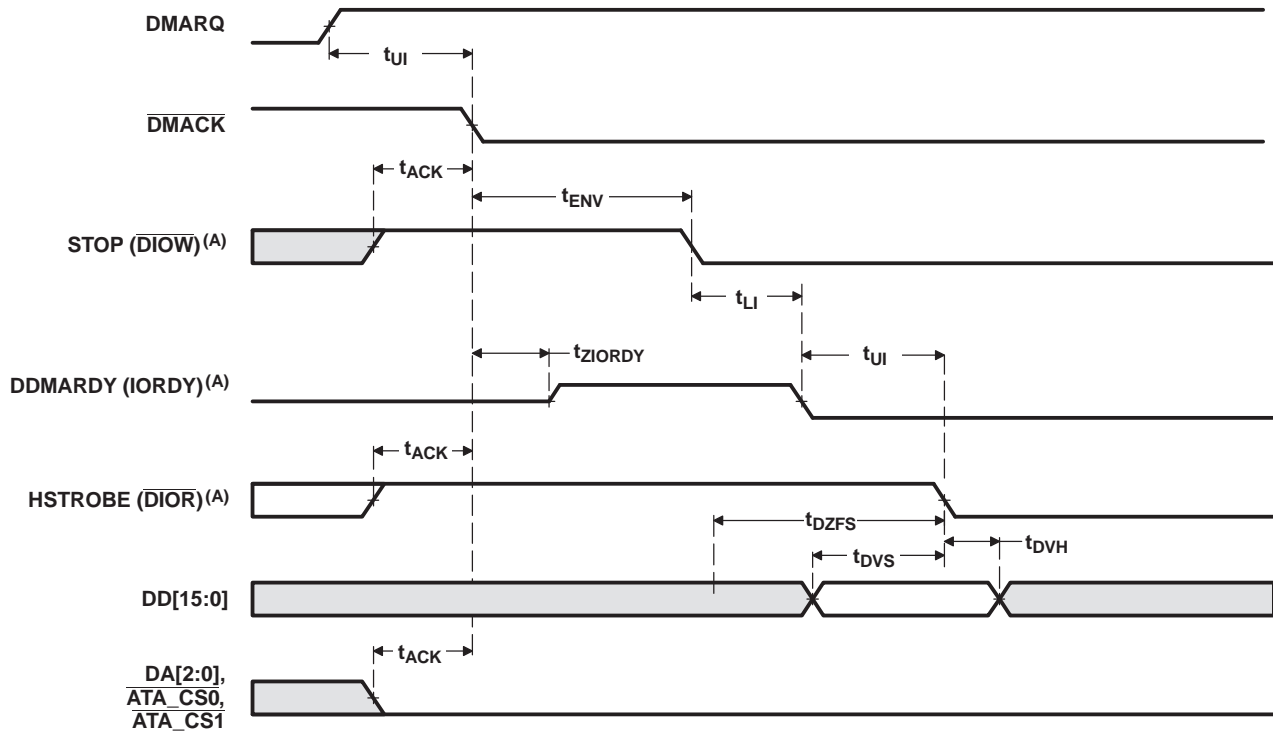 DMARQ
tUI
DMACK
tACK
tENV
STOP (DIOW)(A)
tLI
tZIORDY
tUI
DDMARDY (IORDY)(A)
tACK
HSTROBE (DIOR)(A)
tDZFS
tDVH
tDVS
DD[15:0]
tACK
DA[2:0],
ATA_CS0,
ATA_CS1